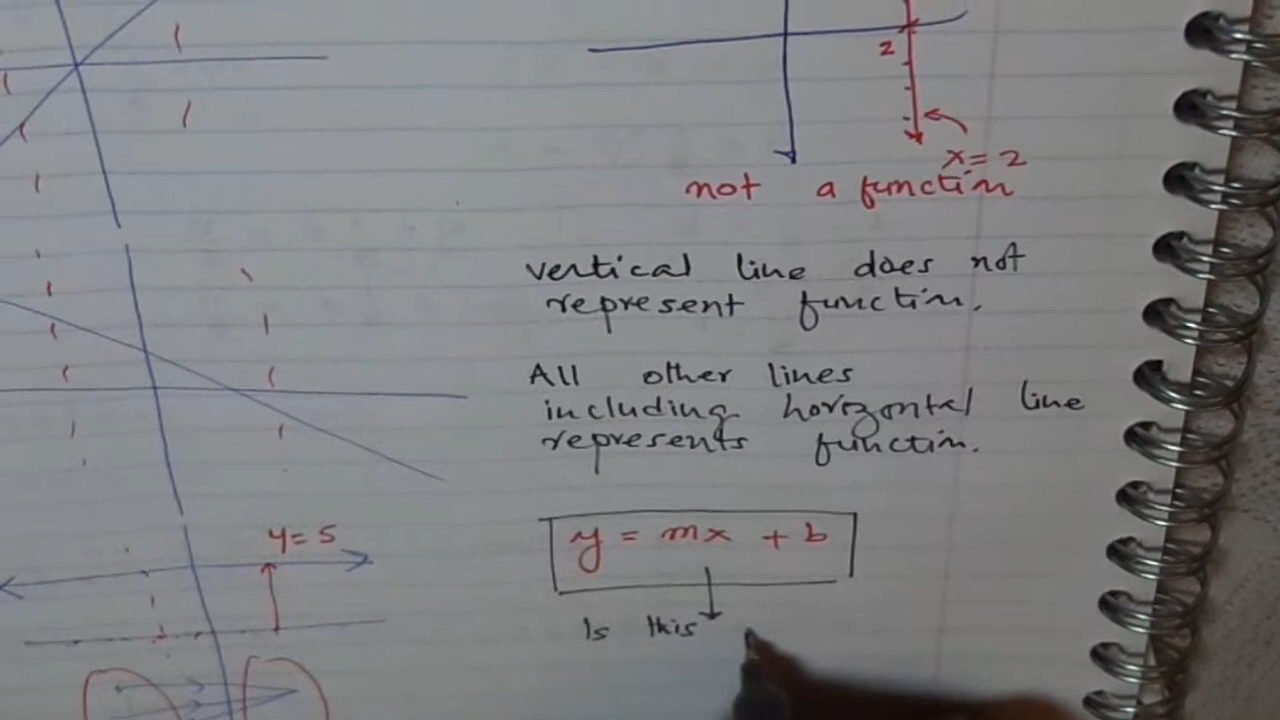 2
x = 2
not a function
vertical line does not
represent function.
All other lines
including horizontal line
represents function.
y = 5
y = mx + b
Is this